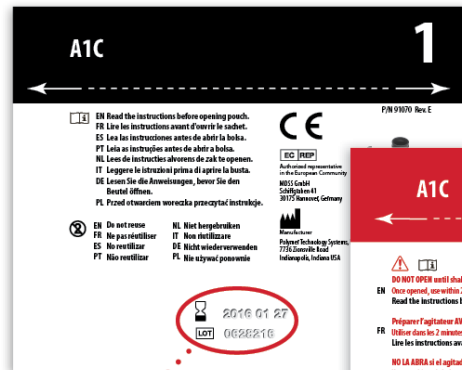 A1C
1
P/N 91070 Rev. E
EN Read the instructions before opening pouch.
FR Lire les instructions avant d'ouvrir le sachet.
ES Lea las instrucciones antes de abrir la bolsa.
PT Leia as instruções antes de abrir a bolsa.
NL Lees de instructies alvorens de zak te openen.
IT Leggere le istruzioni prima di aprire la busta.
DE Lesen Sie die Anweisungen, bevor Sie den
Beutel öffnen.
PL Przed otwarciem woreczka przeczytać instrukcje.
EN Do not reuse
FR Ne pas réutiliser
ES No reutilizar
PT Não reutilizar
NL Niet hergebruiken
IT Non riutilizzare
DE Nicht wiederverwenden
PL Nie używać ponownie
CE
EC REP
Authorized representative
in the European Community
MDSS GmbH
Schiffgraben 41
30175 Hannover, Germany
Manufacturer
Polymer Technology Systems,
7736 Zionsville Road
Indianapolis, Indiana USA
2016 01 27
LOT 0628216
A1C
DO NOT OPEN until shal
EN Once opened, use within 2
Read the instructions b
Préparer l'agitateur AV
FR Utiliser dans les 2 minutes
Lire les instructions ava
NO LA ABRA si el agitad